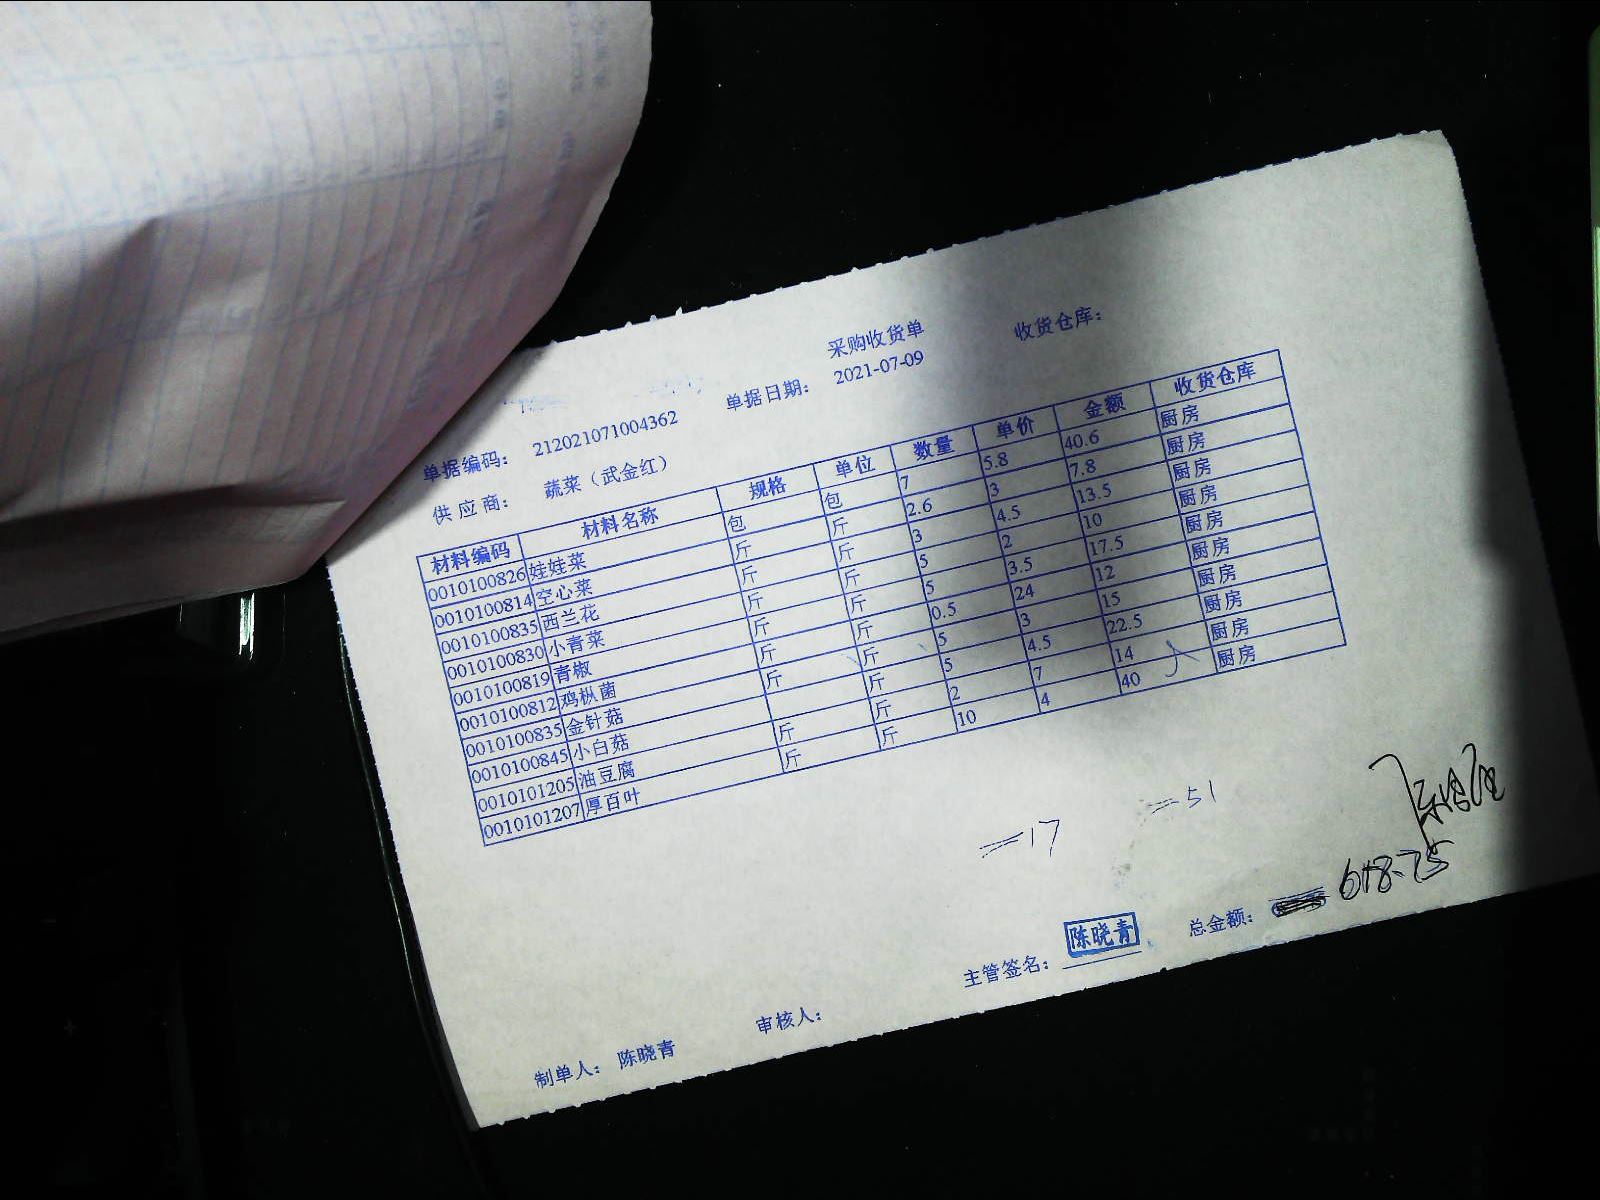 采购收货单 收货仓库：
单据编码： 212021071004362 单据日期： 2021-07-09
供应商： 蔬菜（武金红）
材料编码 材料名称 规格 单位 数量 单价 金额 收货仓库
0010100826 娃娃菜 包 包 7 5.8 40.6 厨房
0010100814 空心菜 斤 斤 2.6 3 7.8 厨房
0010100835 西兰花 斤 斤 3 4.5 13.5 厨房
0010100830 小青菜 斤 斤 5 2 10 厨房
0010100819 青椒 斤 斤 5 3.5 17.5 厨房
0010100812 鸡枞菌 斤 斤 0.5 24 12 厨房
0010100835 金针菇 斤 斤 5 3 15 厨房
0010100845 小白菇 斤 5 4.5 22.5 厨房
0010101205 油豆腐 斤 斤 2 7 14 厨房
0010101207 厚百叶 斤 斤 10 4 40 厨房
=17 =51
主管签名： 陈晓青 总金额：
制单人： 陈晓青 审核人：